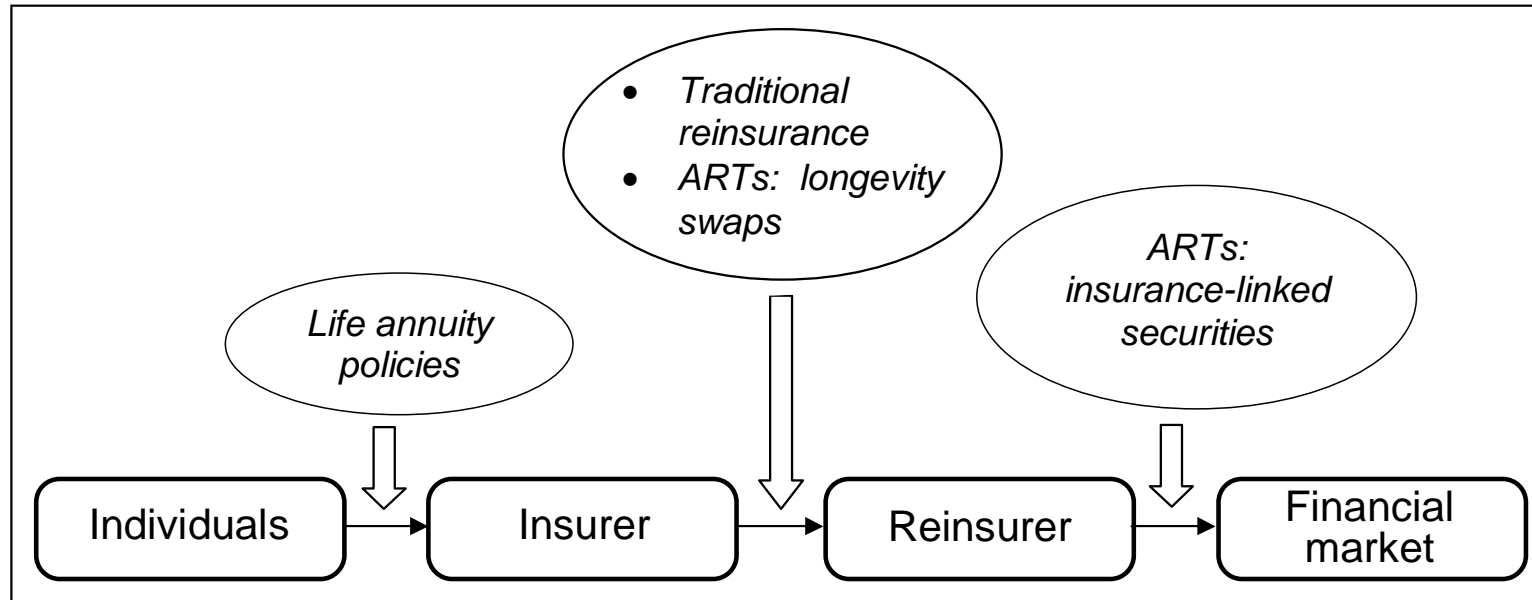 • Traditional
reinsurance
• ARTs: longevity
swaps
ARTs:
insurance-linked
securities
Life annuity
policies
Individuals
Insurer
Reinsurer
Financial
market